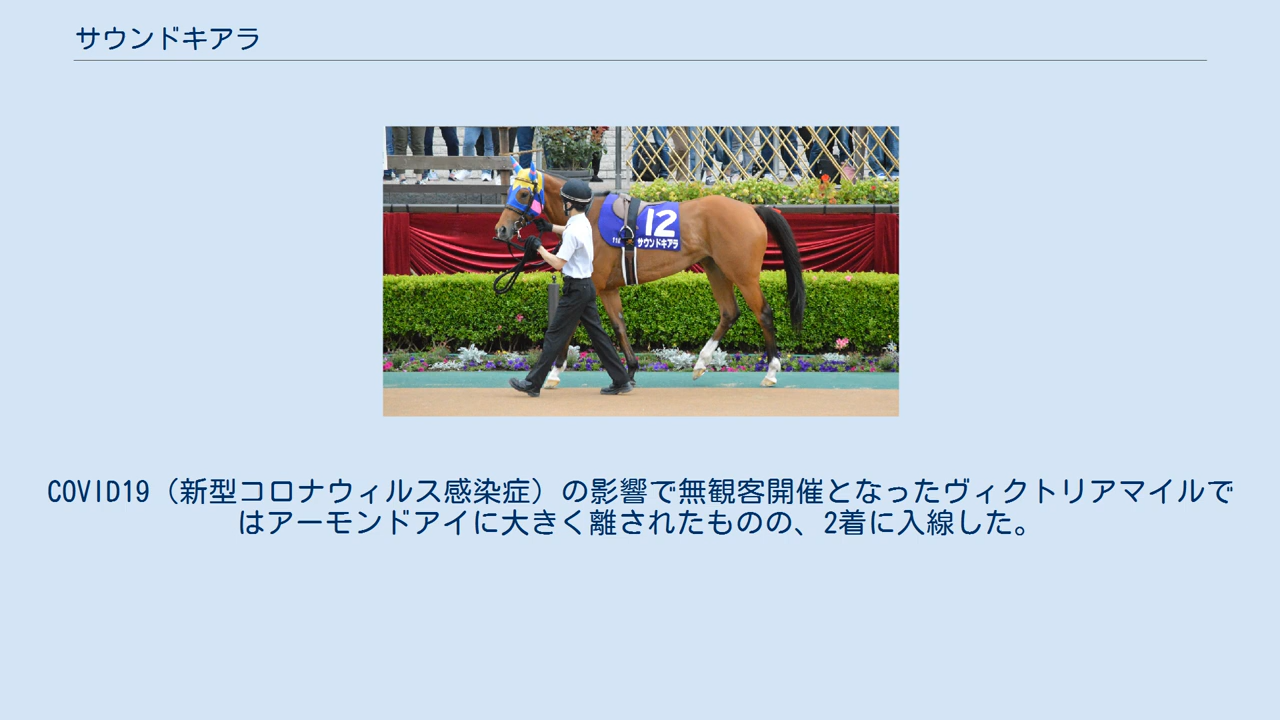 サウンドキアラ
12
サウンドキアラ
COVID19（新型コロナウィルス感染症）の影響で無観客開催となったヴィクトリアマイルで
はアーモンドアイに大きく離されたものの、2着に入線した。